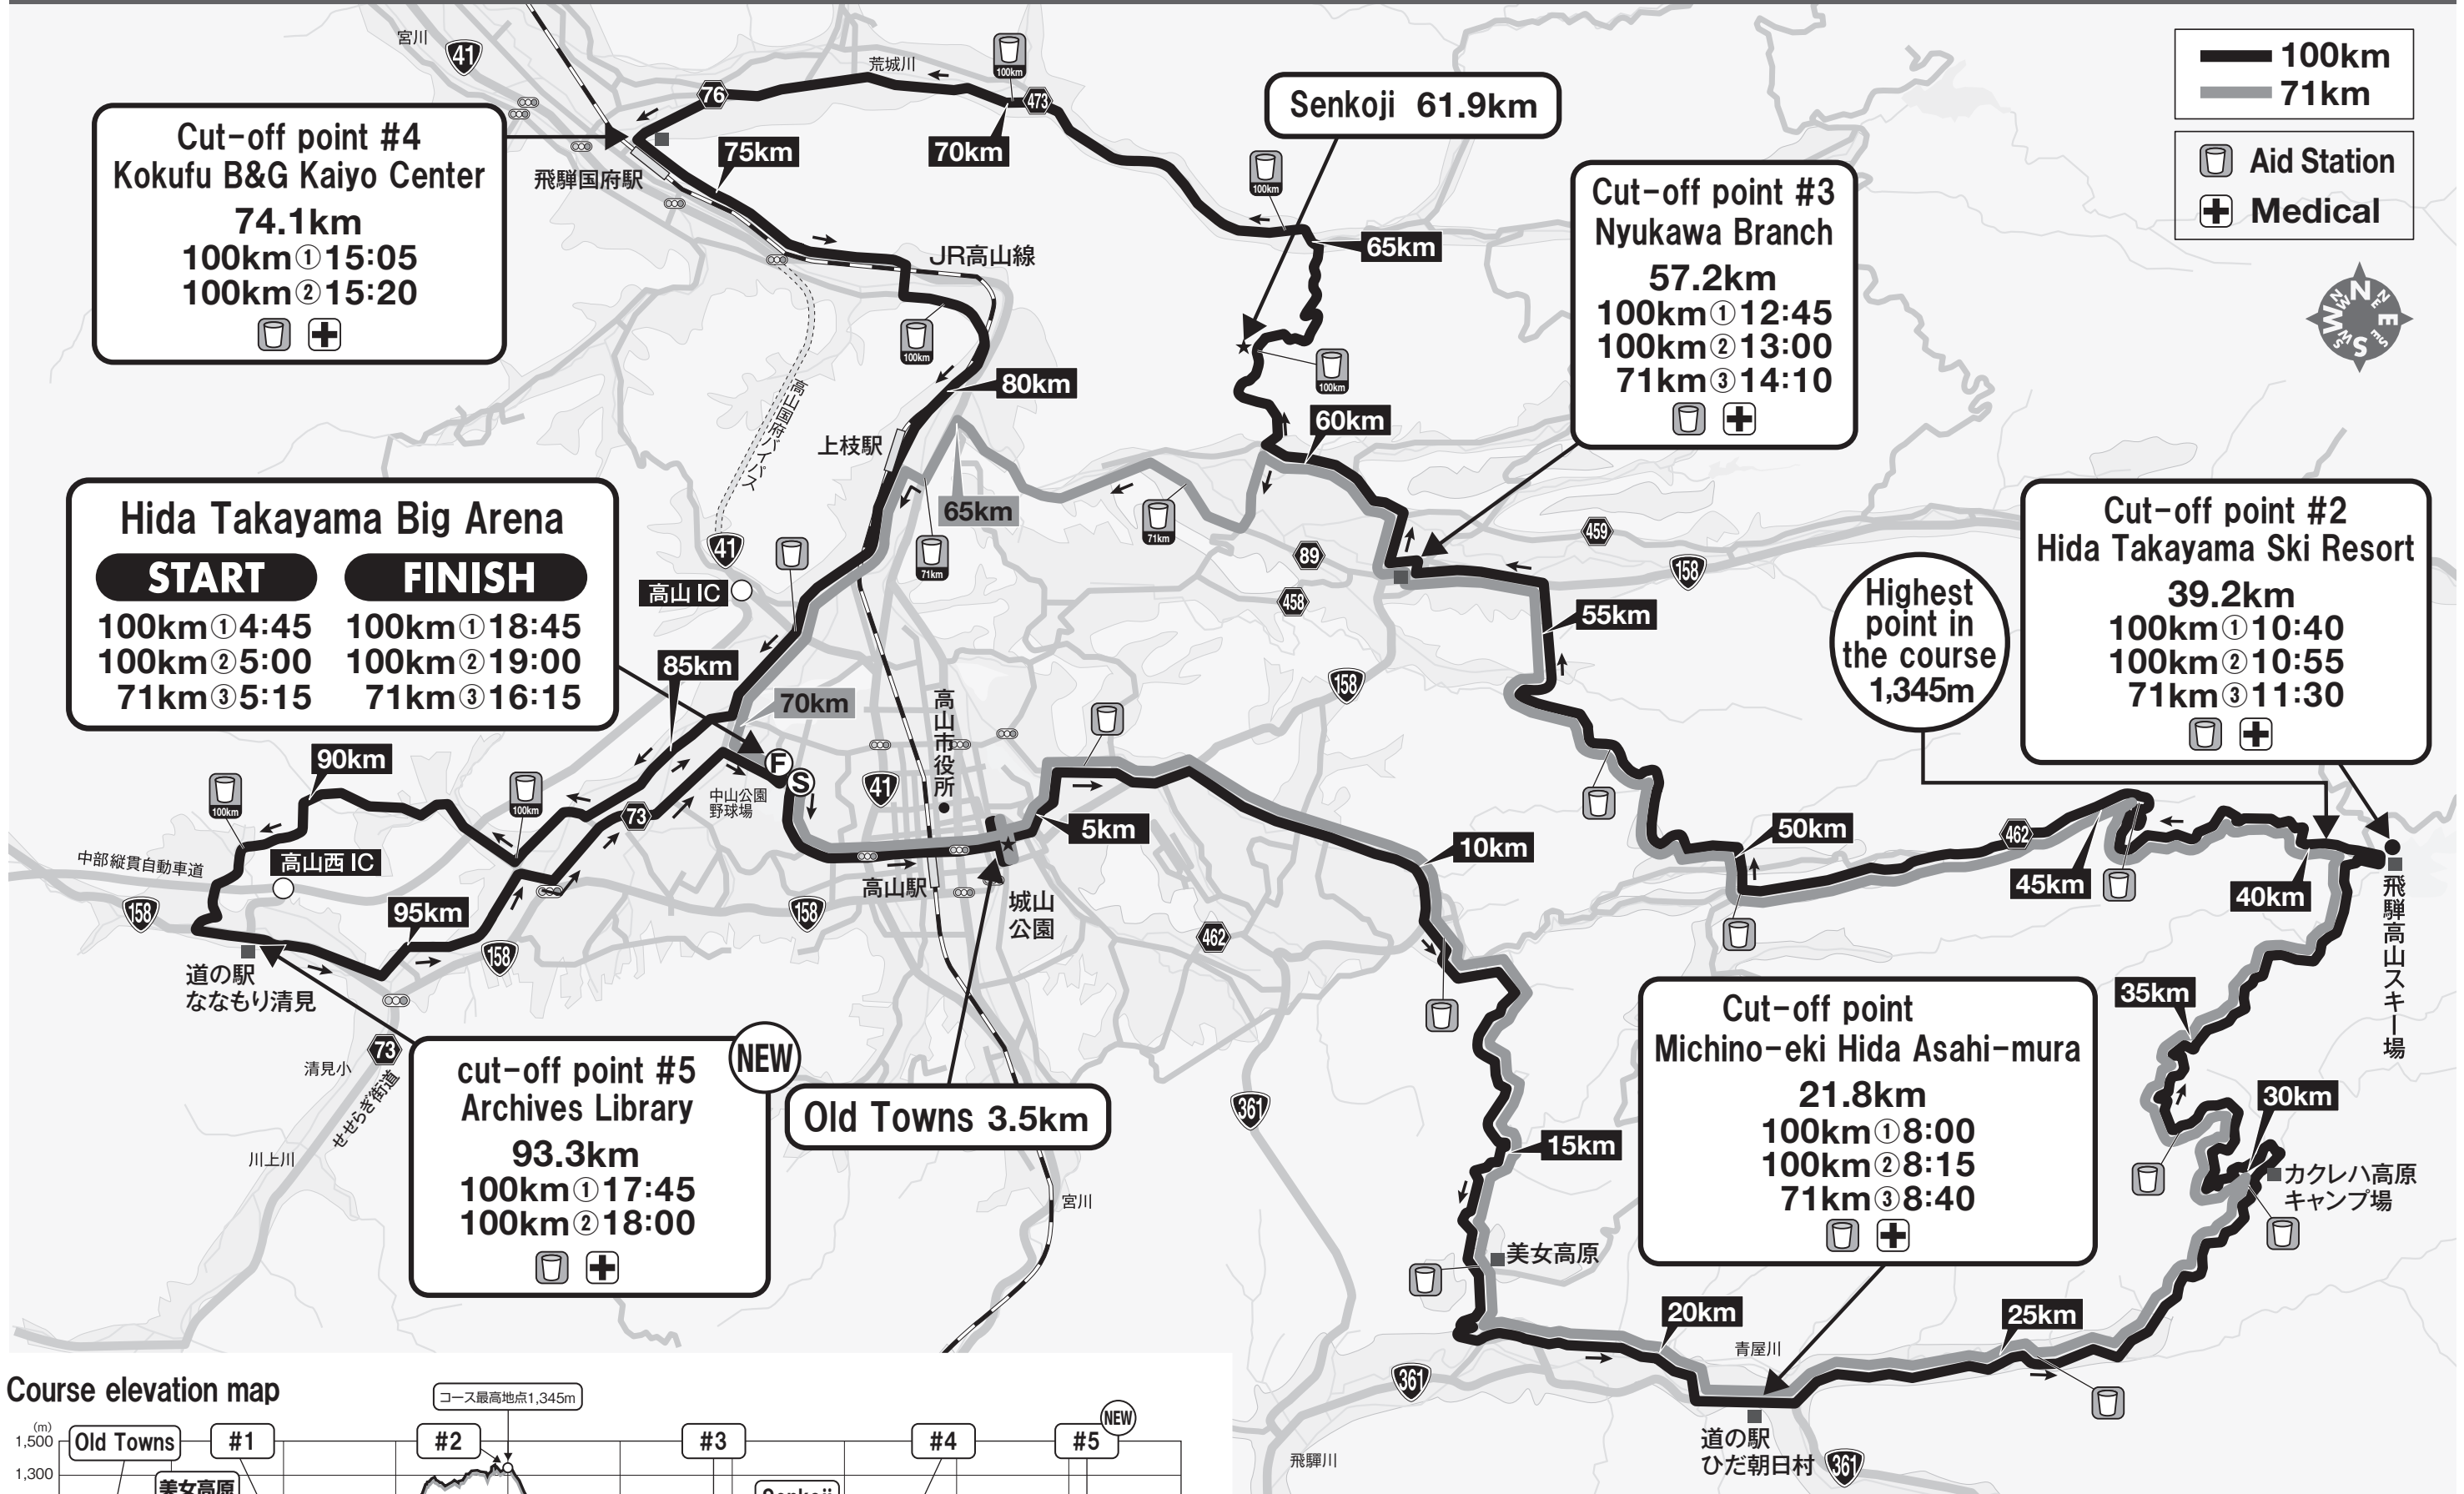 宮川
41
荒城川
100km
76
473
100km
71km
Aid Station
Medical
N
NE
E
ES
S
SW
W
NW
Senkoji 61.9km
Cut-off point #4
Kokufu B&G Kaiyo Center
74.1km
100km①15:05
100km②15:20
飛騨国府駅
75km
70km
100km
65km
Cut-off point #3
Nyukawa Branch
57.2km
100km①12:45
100km②13:00
71km③14:10
JR高山線
100km
高山国府バイパス
80km
100km
60km
上枝駅
65km
71km
71km
Hida Takayama Big Arena
START
100km①4:45
100km②5:00
71km③5:15
FINISH
100km①18:45
100km②19:00
71km③16:15
41
高山IC
89
458
459
158
55km
158
Highest
point in
the course
1,345m
Cut-off point #2
Hida Takayama Ski Resort
39.2km
100km①10:40
100km②10:55
71km③11:30
85km
70km
高山市役所
90km
100km
100km
73
中山公園
野球場
F
S
41
5km
10km
50km
462
45km
40km
飛騨高山スキー場
中部縦貫自動車道
高山西IC
158
95km
158
158
高山駅
城山
公園
462
道の駅
ななもり清見
73
清見小
せせらぎ街道
川上川
NEW
cut-off point #5
Archives Library
93.3km
100km①17:45
100km②18:00
Old Towns 3.5km
宮川
361
15km
美女高原
Cut-off point
Michino-eki Hida Asahi-mura
21.8km
100km①8:00
100km②8:15
71km③8:40
35km
30km
カクレハ高原
キャンプ場
20km
青屋川
25km
361
道の駅
ひだ朝日村
361
飛騨川
Course elevation map
コース最高地点1,345m
(m)
1,500
1,300
Old Towns
#1
#2
#3
#4
#5
NEW
美女高原
Senkoji